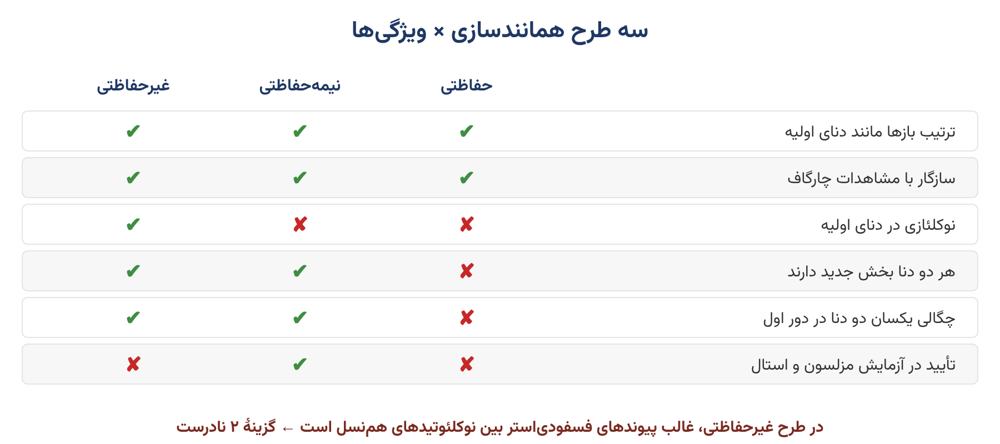 سه طرح همانندسازی × ویژگی‌ها
حفاظتی نیمه‌حفاظتی غیرحفاظتی
ترتیب بازها مانند دنای اولیه ✔ ✔ ✔
سازگار با مشاهدات چارگاف ✔ ✔ ✔
نوکلئازی در دنای اولیه ✘ ✘ ✔
هر دو دنا بخش جدید دارند ✘ ✔ ✔
چگالی یکسان دو دنا در دور اول ✘ ✔ ✔
تأیید در آزمایش مزلسون و استال ✘ ✔ ✘
در طرح غیرحفاظتی، غالب پیوندهای فسفودی‌استر بین نوکلئوتیدهای هم‌نسل است ← گزینهٔ ۲ نادرست